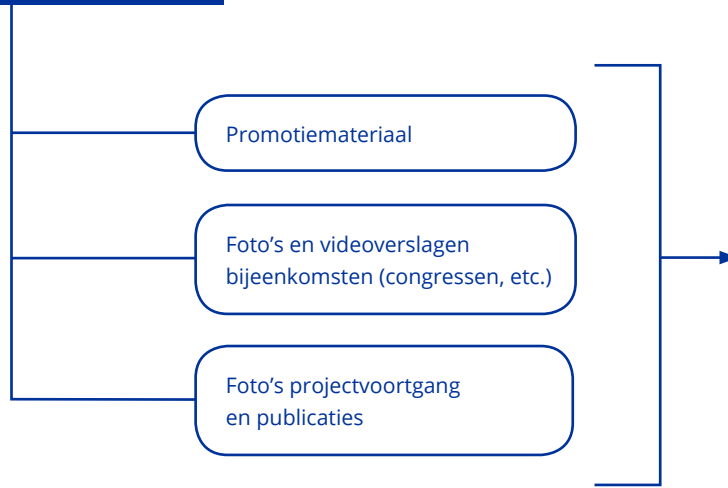 Promotiemateriaal
Foto’s en videoverslagen
bijeenkomsten (congressen, etc.)
Foto’s projectvoortgang
en publicaties